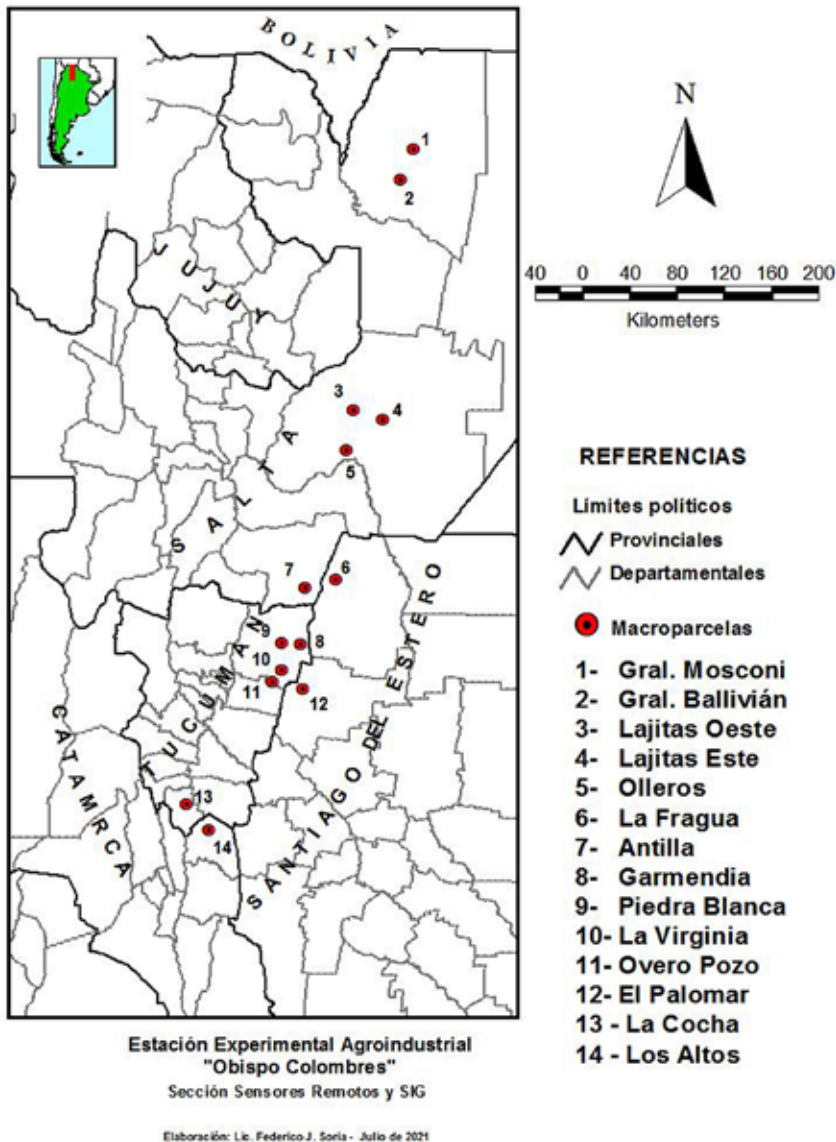 BOLIVIA
N
1
2
JUJUY
40 0 40 80 120 160 200
Kilometers
3
4
5
SALTA
REFERENCIAS
Límites políticos
Provinciales
Departamentales
Macroparcelas
7
6
9
8
10
11
12
TUCUMAN
CATAMRCA
SANTIAGO DEL ESTERO
13
14
1- Gral. Mosconi
2- Gral. Ballivián
3- Lajitas Oeste
4- Lajitas Este
5- Olleros
6- La Fragua
7- Antilla
8- Garmendia
9- Piedra Blanca
10- La Virginia
11- Overo Pozo
12- El Palomar
13 - La Cocha
14 - Los Altos
Estación Experimental Agroindustrial
"Obispo Colombres"
Sección Sensores Remotos y SIG
Elaboración: Lic. Federico J. Soria - Julio de 2021